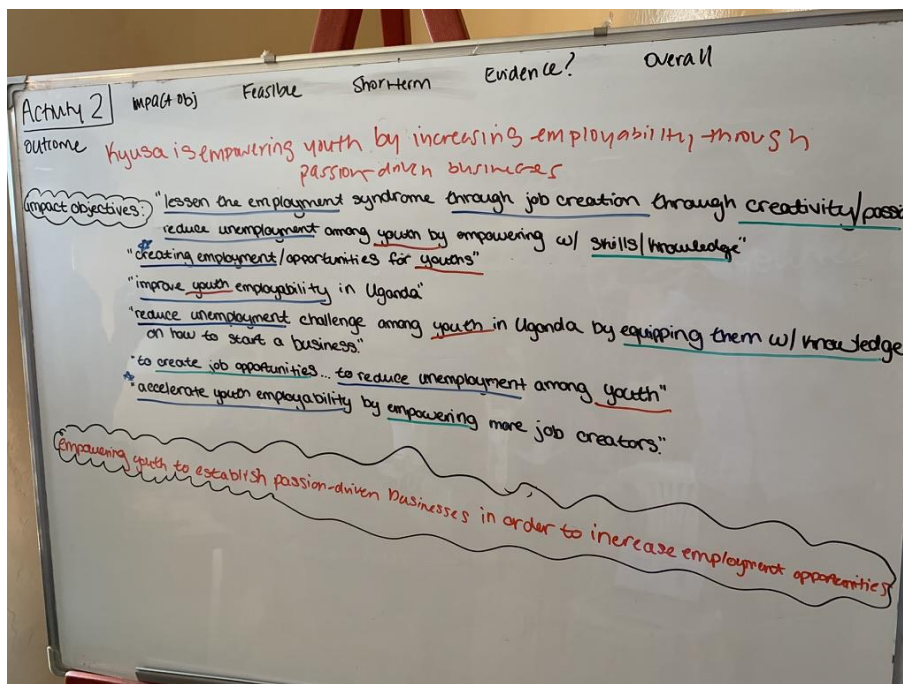 Activity 2 impact obj Feasible Short term Evidence? Overall
outcome Kyusa is empowering youth by increasing employability through
passion-driven businesses
impact objectives: "lessen the employment syndrome through job creation through creativity/passi
reduce unemployment among youth by empowering w/ skills/knowledge"
"creating employment/opportunities for youths"
"improve youth employability in Uganda"
"reduce unemployment challenge among youth in Uganda by equipping them w/ knowledge
on how to start a business."
"to create job opportunities... to reduce unemployment among youth"
"accelerate youth employability by empowering more job creators."
empowering youth to establish passion-driven businesses in order to increase employment opportunities